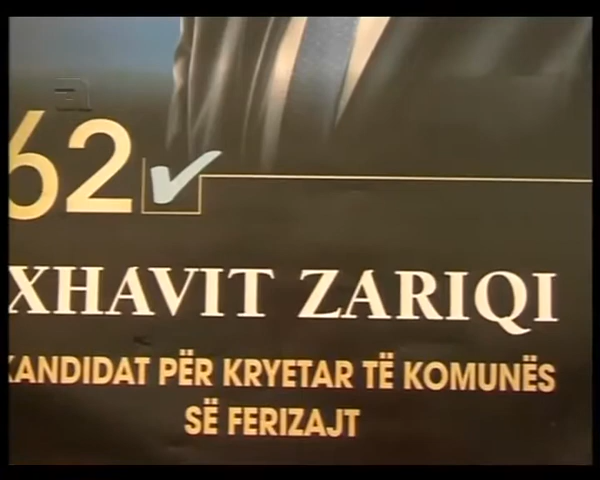 62
XHAVIT ZARIQI
KANDIDAT PËR KRYETAR TË KOMUNËS
SË FERIZAJT